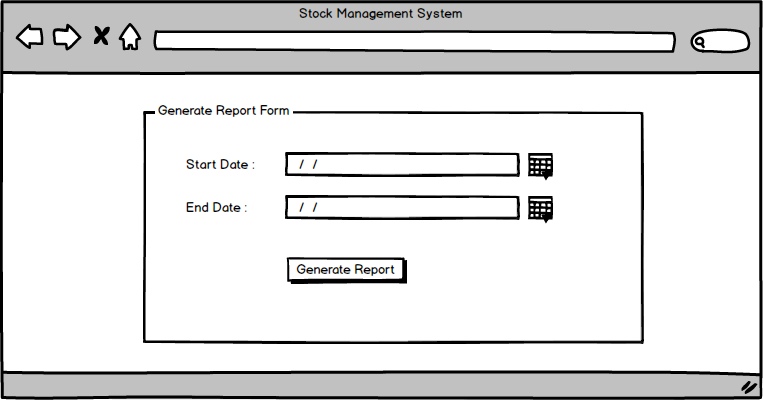 Stock Management System
Generate Report Form
Start Date : / /
End Date : / /
Generate Report